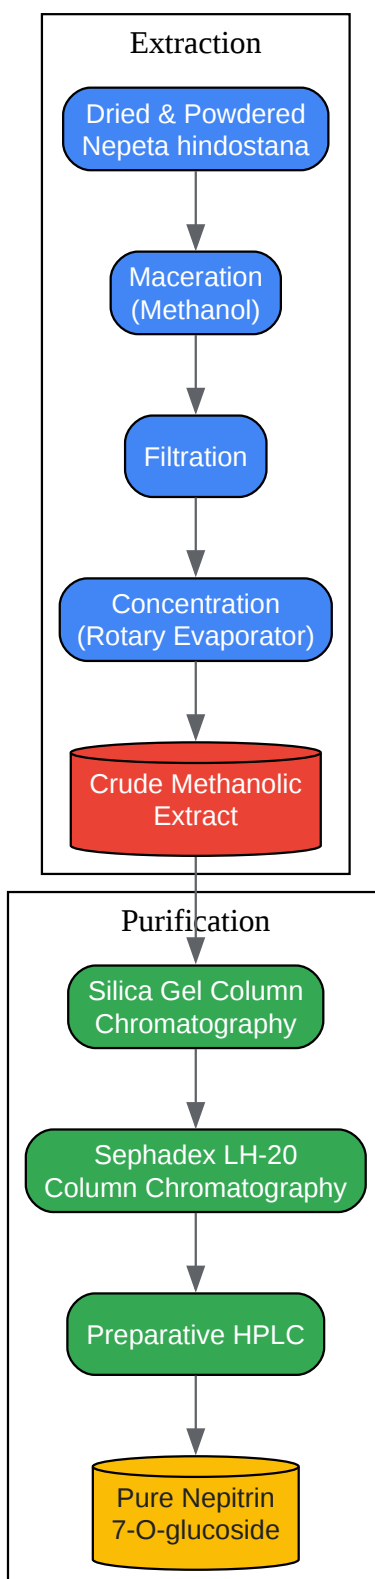 Extraction
Dried & Powdered
Nepeta hindostana
Maceration
(Methanol)
Filtration
Concentration
(Rotary Evaporator)
Crude Methanolic
Extract
Purification
Silica Gel Column
Chromatography
Sephadex LH-20
Column Chromatography
Preparative HPLC
Pure Nepitrin
7-O-glucoside